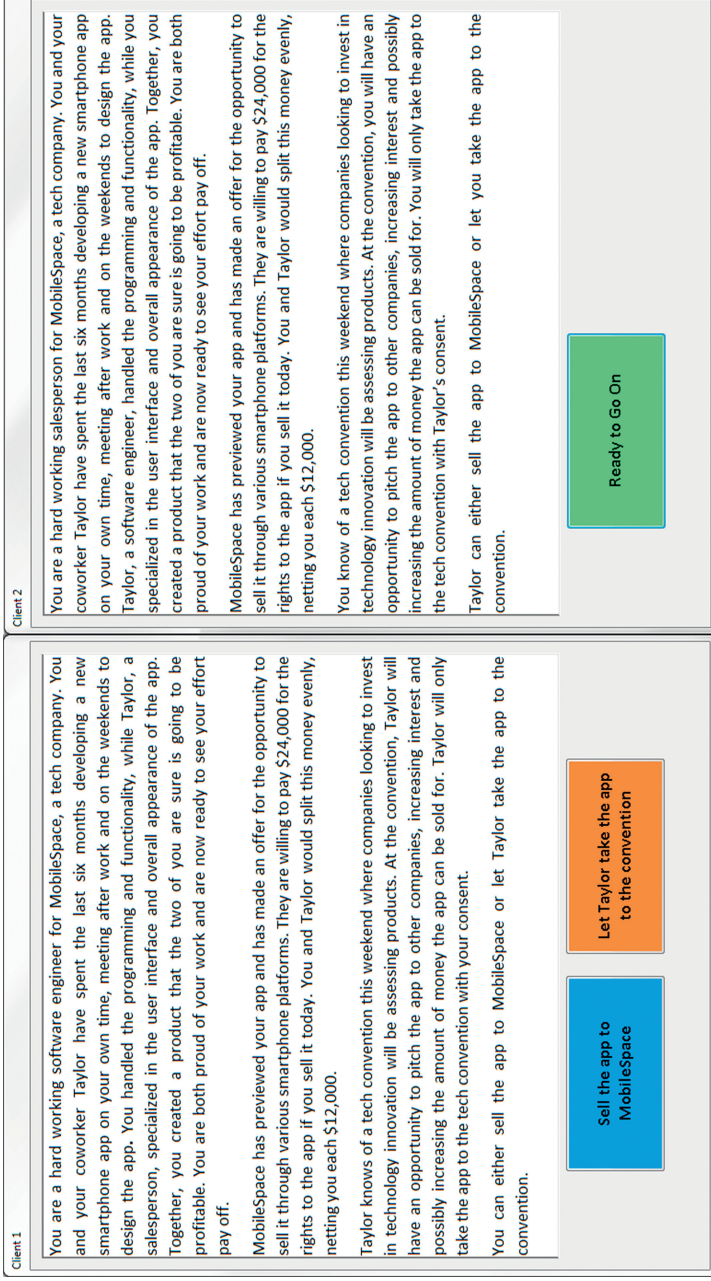 Client 1
You are a hard working software engineer for MobileSpace, a tech company. You
and your coworker Taylor have spent the last six months developing a new
smartphone app on your own time, meeting after work and on the weekends to
design the app. You handled the programming and functionality, while Taylor, a
salesperson, specialized in the user interface and overall appearance of the app.
Together, you created a product that the two of you are sure is going to be
profitable. You are both proud of your work and are now ready to see your effort
pay off.
MobileSpace has previewed your app and has made an offer for the opportunity to
sell it through various smartphone platforms. They are willing to pay $24,000 for the
rights to the app if you sell it today. You and Taylor would split this money evenly,
netting you each $12,000.
Taylor knows of a tech convention this weekend where companies looking to invest
in technology innovation will be assessing products. At the convention, Taylor will
have an opportunity to pitch the app to other companies, increasing interest and
possibly increasing the amount of money the app can be sold for. Taylor will only
take the app to the tech convention with your consent.
You can either sell the app to MobileSpace or let Taylor take the app to the
convention.
Sell the app to
MobileSpace
Let Taylor take the app
to the convention
Client 2
You are a hard working salesperson for MobileSpace, a tech company. You and your
coworker Taylor have spent the last six months developing a new smartphone app
on your own time, meeting after work and on the weekends to design the app.
Taylor, a software engineer, handled the programming and functionality, while you
specialized in the user interface and overall appearance of the app. Together, you
created a product that the two of you are sure is going to be profitable. You are both
proud of your work and are now ready to see your effort pay off.
MobileSpace has previewed your app and has made an offer for the opportunity to
sell it through various smartphone platforms. They are willing to pay $24,000 for the
rights to the app if you sell it today. You and Taylor would split this money evenly,
netting you each $12,000.
You know of a tech convention this weekend where companies looking to invest in
technology innovation will be assessing products. At the convention, you will have an
opportunity to pitch the app to other companies, increasing interest and possibly
increasing the amount of money the app can be sold for. You will only take the app to
the tech convention with Taylor's consent.
Taylor can either sell the app to MobileSpace or let you take the app to the
convention.
Ready to Go On